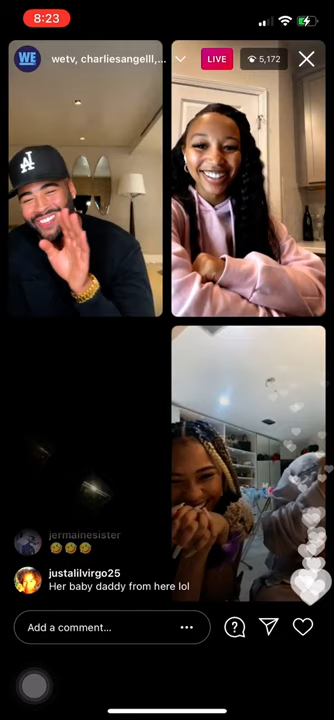 8:23
WE
wetv, charliesangelll,...
LIVE
5,172
LA
jermainesister
🤣🤣🤣
justalilvirgo25
Her baby daddy from here lol
Add a comment...